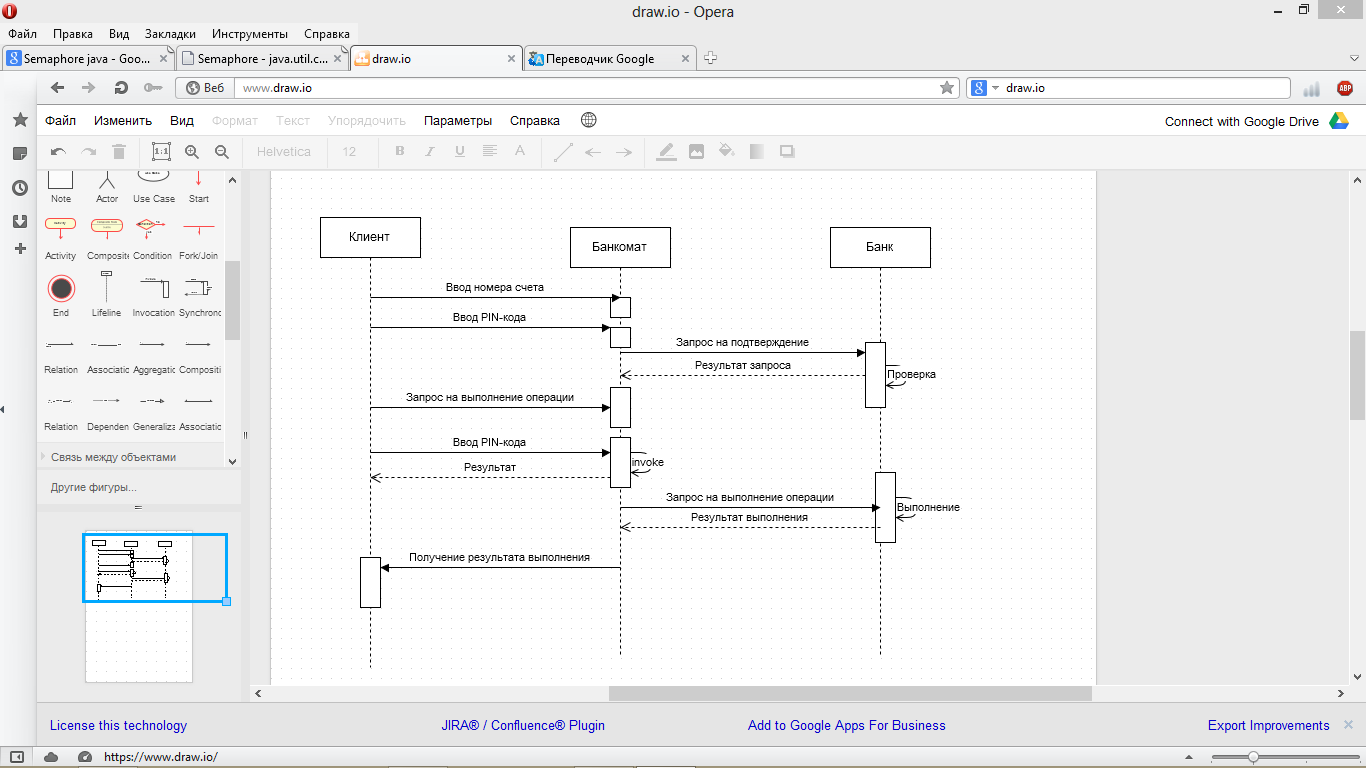 draw.io - Opera
Файл Правка Вид Закладки Инструменты Справка
Semaphore java - Goo...
Semaphore - java.util.c...
draw.io
Переводчик Google
Веб
www.draw.io
draw.io
ABP
Файл Изменить Вид Формат Текст Упорядочить Параметры Справка
Connect with Google Drive
1:1
Helvetica
12
B I U A
Note Actor Use Case Start
Activity Composite Condition Fork/Join
End Lifeline Invocation Synchrono
Relation Associatic Aggregatic Compositi
Relation Dependen Generaliza Associatic
Связь между объектами
Другие фигуры...
Клиент
Банкомат
Банк
Ввод номера счета
Ввод PIN-кода
Запрос на подтверждение
Результат запроса
Проверка
Запрос на выполнение операции
Ввод PIN-кода
invoke
Результат
Запрос на выполнение операции
Выполнение
Результат выполнения
Получение результата выполнения
License this technology
JIRA® / Confluence® Plugin
Add to Google Apps For Business
Export Improvements
https://www.draw.io/